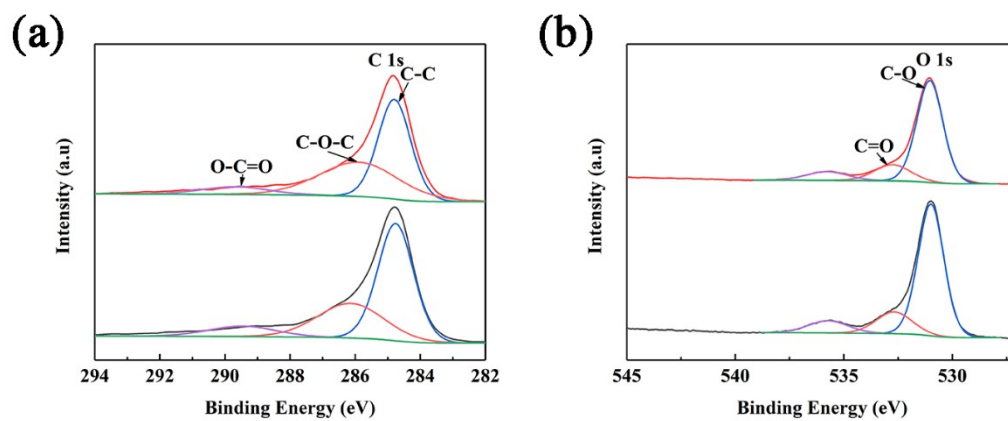 (a)
C 1s
C-C
C-O-C
O-C=O
Intensity (a.u)
294 292 290 288 286 284 282
Binding Energy (eV)
(b)
O 1s
C-O
C=O
Intensity (a.u)
545 540 535 530
Binding Energy (eV)